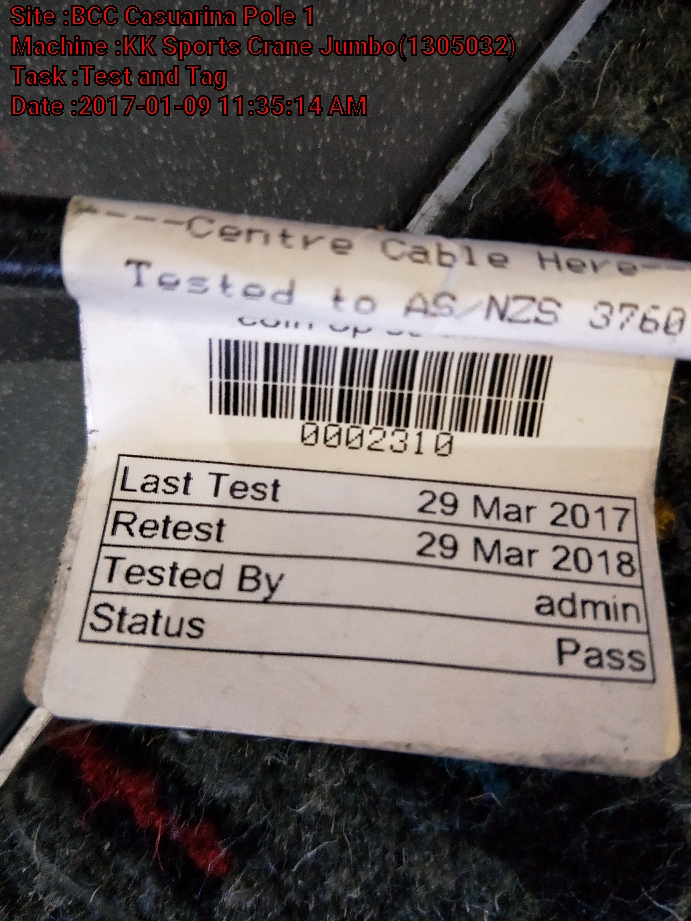 Site :BCC Casuarina Pole 1
Machine :KK Sports Crane Jumbo(1305032)
Task :Test and Tag
Date :2017-01-09 11:35:14 AM
----Centre Cable Here--
Tested to AS/NZS 3760
0002310
Last Test 29 Mar 2017
Retest 29 Mar 2018
Tested By admin
Status Pass